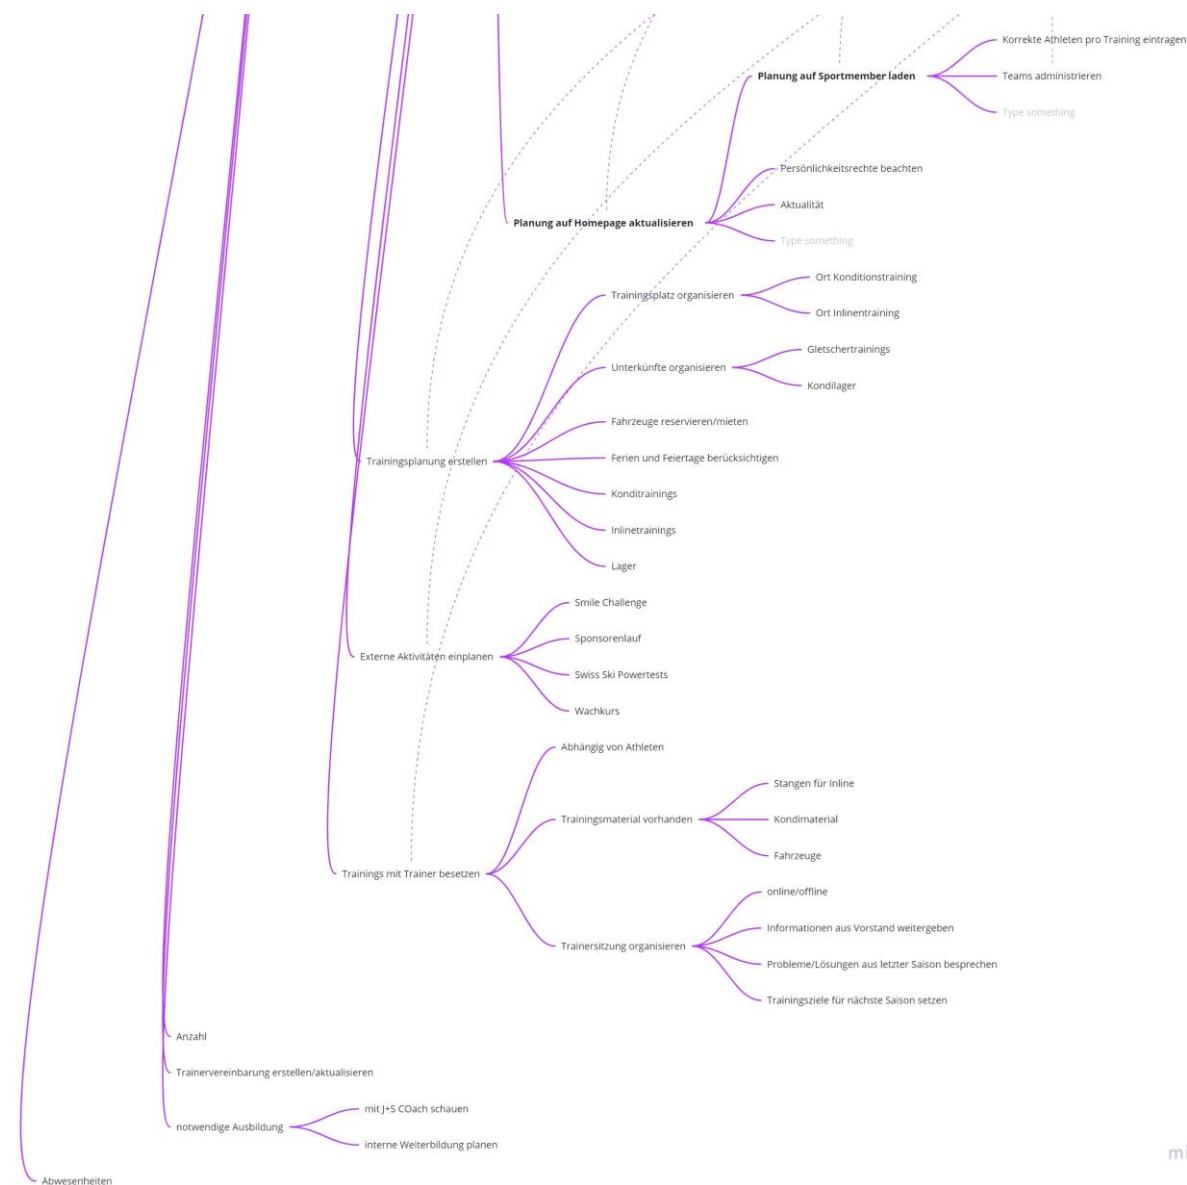 Korrekte Athleten pro Training eintragen
Planung auf Sportmember laden
Teams administrieren
Type something
Persönlichkeitsrechte beachten
Aktualität
Planung auf Homepage aktualisieren
Type something
Ort Konditionstraining
Trainingsplatz organisieren
Ort Inlinentraining
Gletschertrainings
Unterkünfte organisieren
Kondilager
Fahrzeuge reservieren/mieten
Ferien und Feiertage berücksichtigen
Trainingsplanung erstellen
Konditrainings
Inlinetrainings
Lager
Smile Challenge
Sponsorenlauf
Externe Aktivitäten einplanen
Swiss Ski Powertests
Wachkurs
Abhängig von Athleten
Stangen für Inline
Trainingsmaterial vorhanden
Kondimaterial
Fahrzeuge
Trainings mit Trainer besetzen
online/offline
Informationen aus Vorstand weitergeben
Trainersitzung organisieren
Probleme/Lösungen aus letzter Saison besprechen
Trainingsziele für nächste Saison setzen
Anzahl
Trainervereinbarung erstellen/aktualisieren
mit J+S COach schauen
notwendige Ausbildung
interne Weiterbildung planen
Abwesenheiten